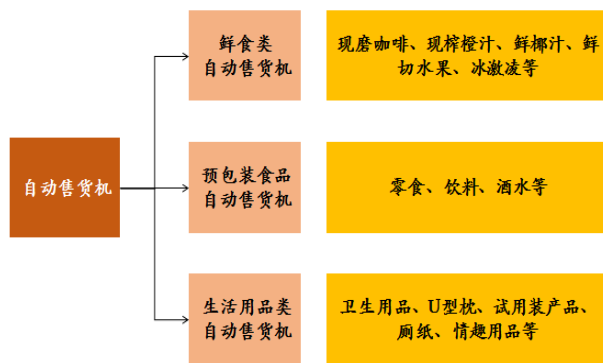 鲜食类
自动售货机
现磨咖啡、现榨橙汁、鲜椰汁、鲜
切水果、冰激凌等
自动售货机
预包装食品
自动售货机
零食、饮料、酒水等
生活用品类
自动售货机
卫生用品、U型枕、试用装产品、
厕纸、情趣用品等